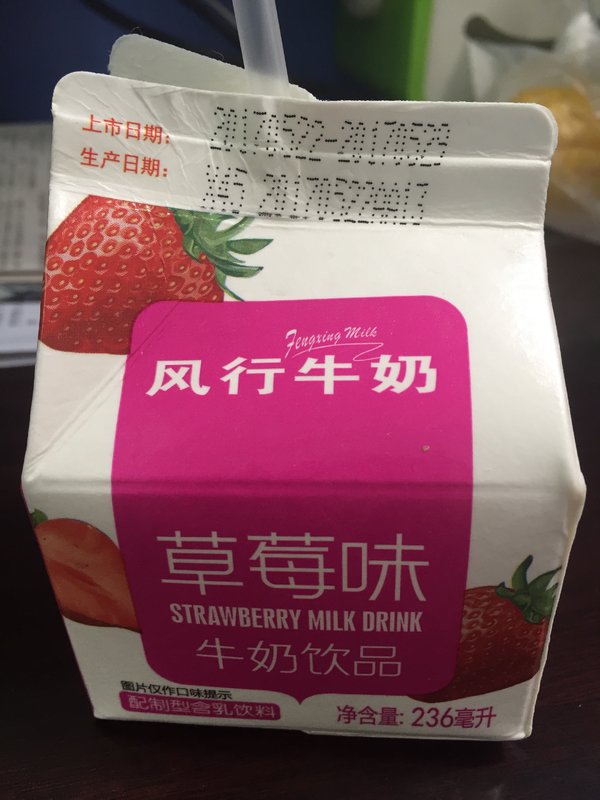 上市日期：
20170522-20170523
生产日期：
Fengxing Milk
风行牛奶
草莓味
STRAWBERRY MILK DRINK
牛奶饮品
图片仅作口味提示
配制型含乳饮料
净含量: 236毫升